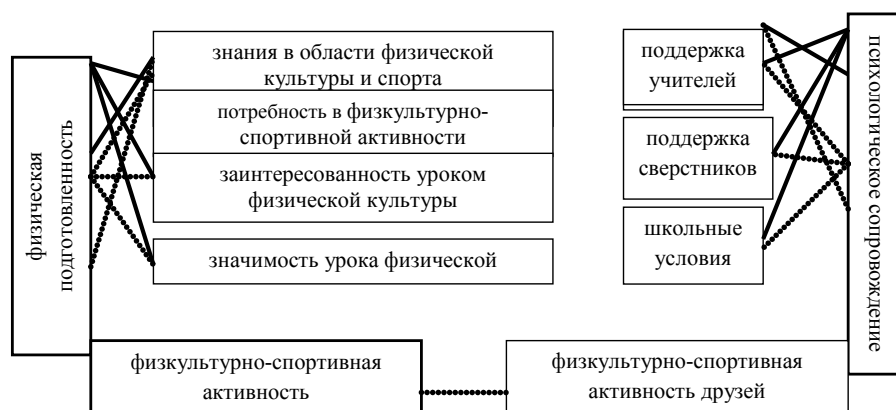 физическая
подготовленность
знания в области физической
культуры и спорта
потребность в физкультурно-
спортивной активности
заинтересованность уроком
физической культуры
значимость урока физической
поддержка
учителей
поддержка
сверстников
школьные
условия
психологическое сопровождение
физкультурно-спортивная
активность
физкультурно-спортивная
активность друзей